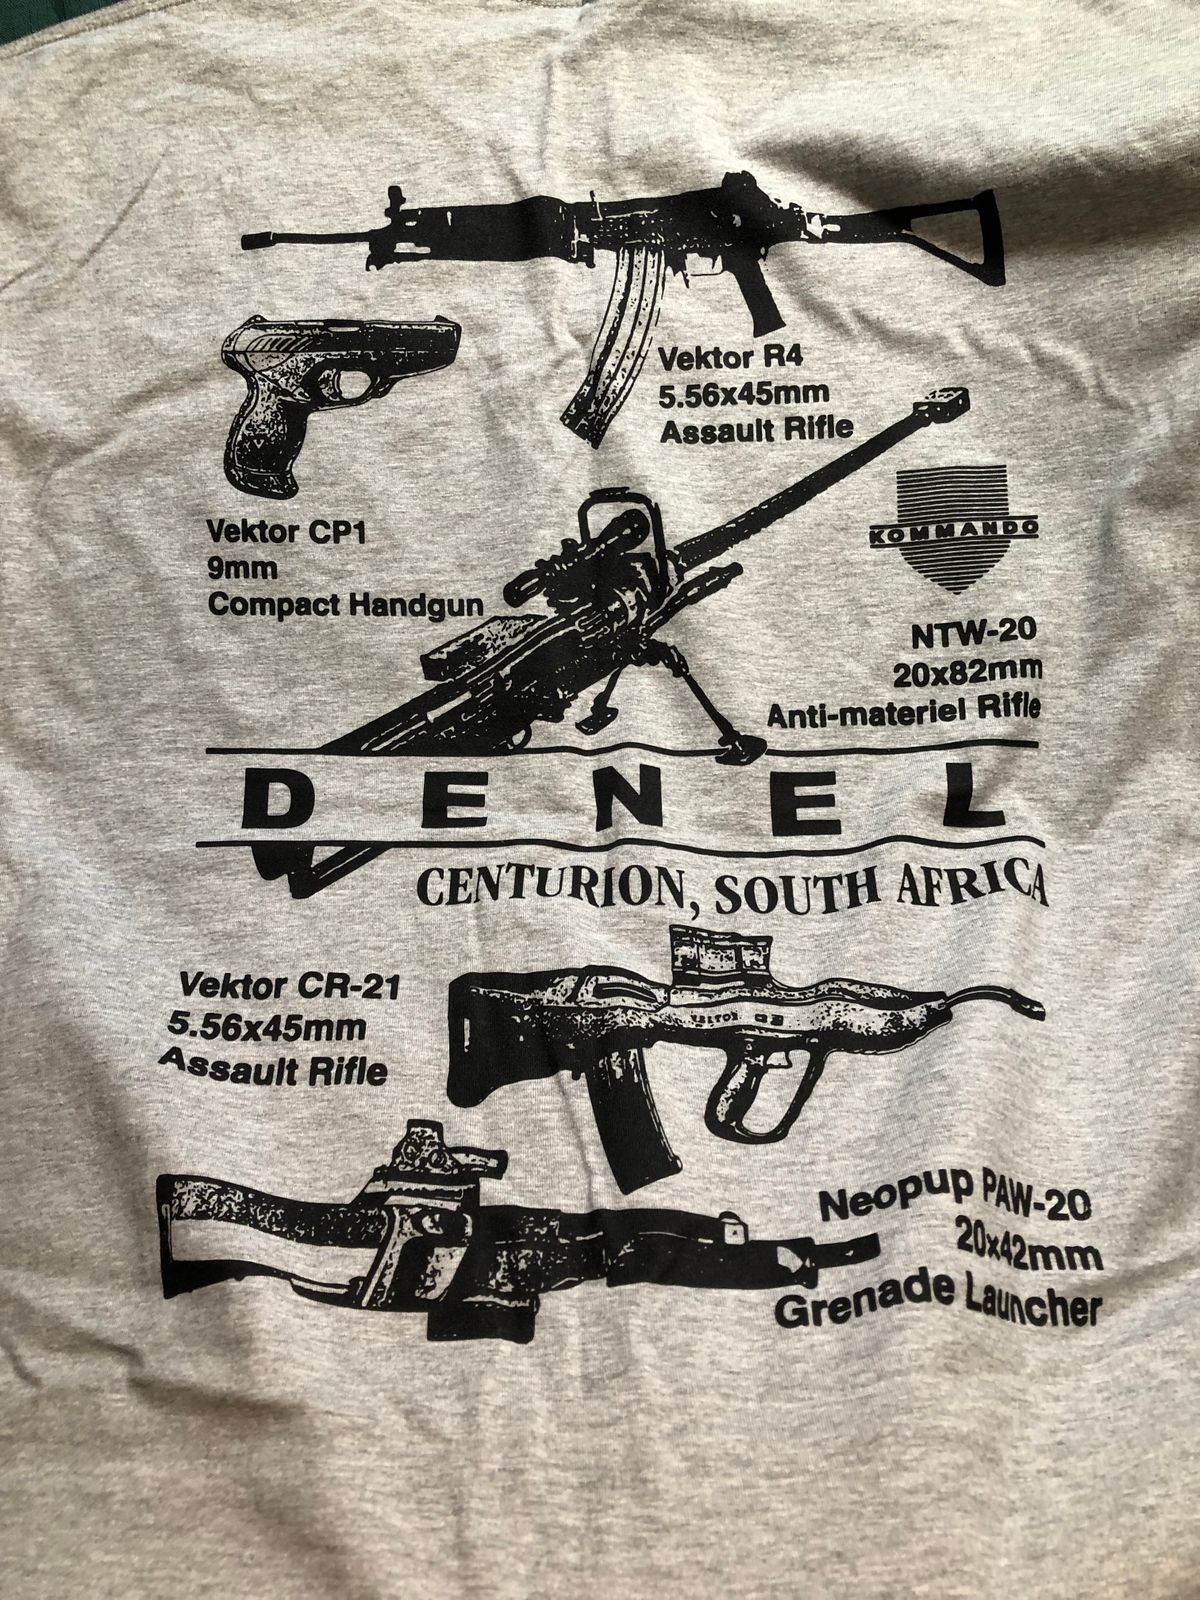 Vektor R4
5.56x45mm
Assault Rifle
Vektor CP1
9mm
Compact Handgun
KOMMANDO
NTW-20
20x82mm
Anti-materiel Rifle
DENEL
CENTURION, SOUTH AFRICA
Vektor CR-21
5.56x45mm
Assault Rifle
Neopup PAW-20
20x42mm
Grenade Launcher